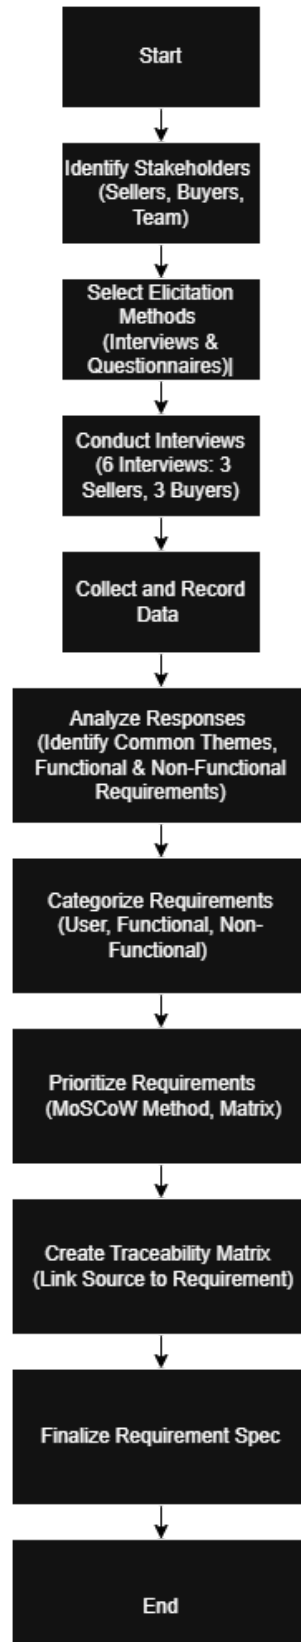 Start
Identify Stakeholders
(Sellers, Buyers,
Team)
Select Elicitation
Methods
(Interviews &
Questionnaires)|
Conduct Interviews
(6 Interviews: 3
Sellers, 3 Buyers)
Collect and Record
Data
Analyze Responses
(Identify Common Themes,
Functional & Non-Functional
Requirements)
Categorize Requirements
(User, Functional, Non-
Functional)
Prioritize Requirements
(MoSCoW Method, Matrix)
Create Traceability Matrix
(Link Source to Requirement)
Finalize Requirement Spec
End